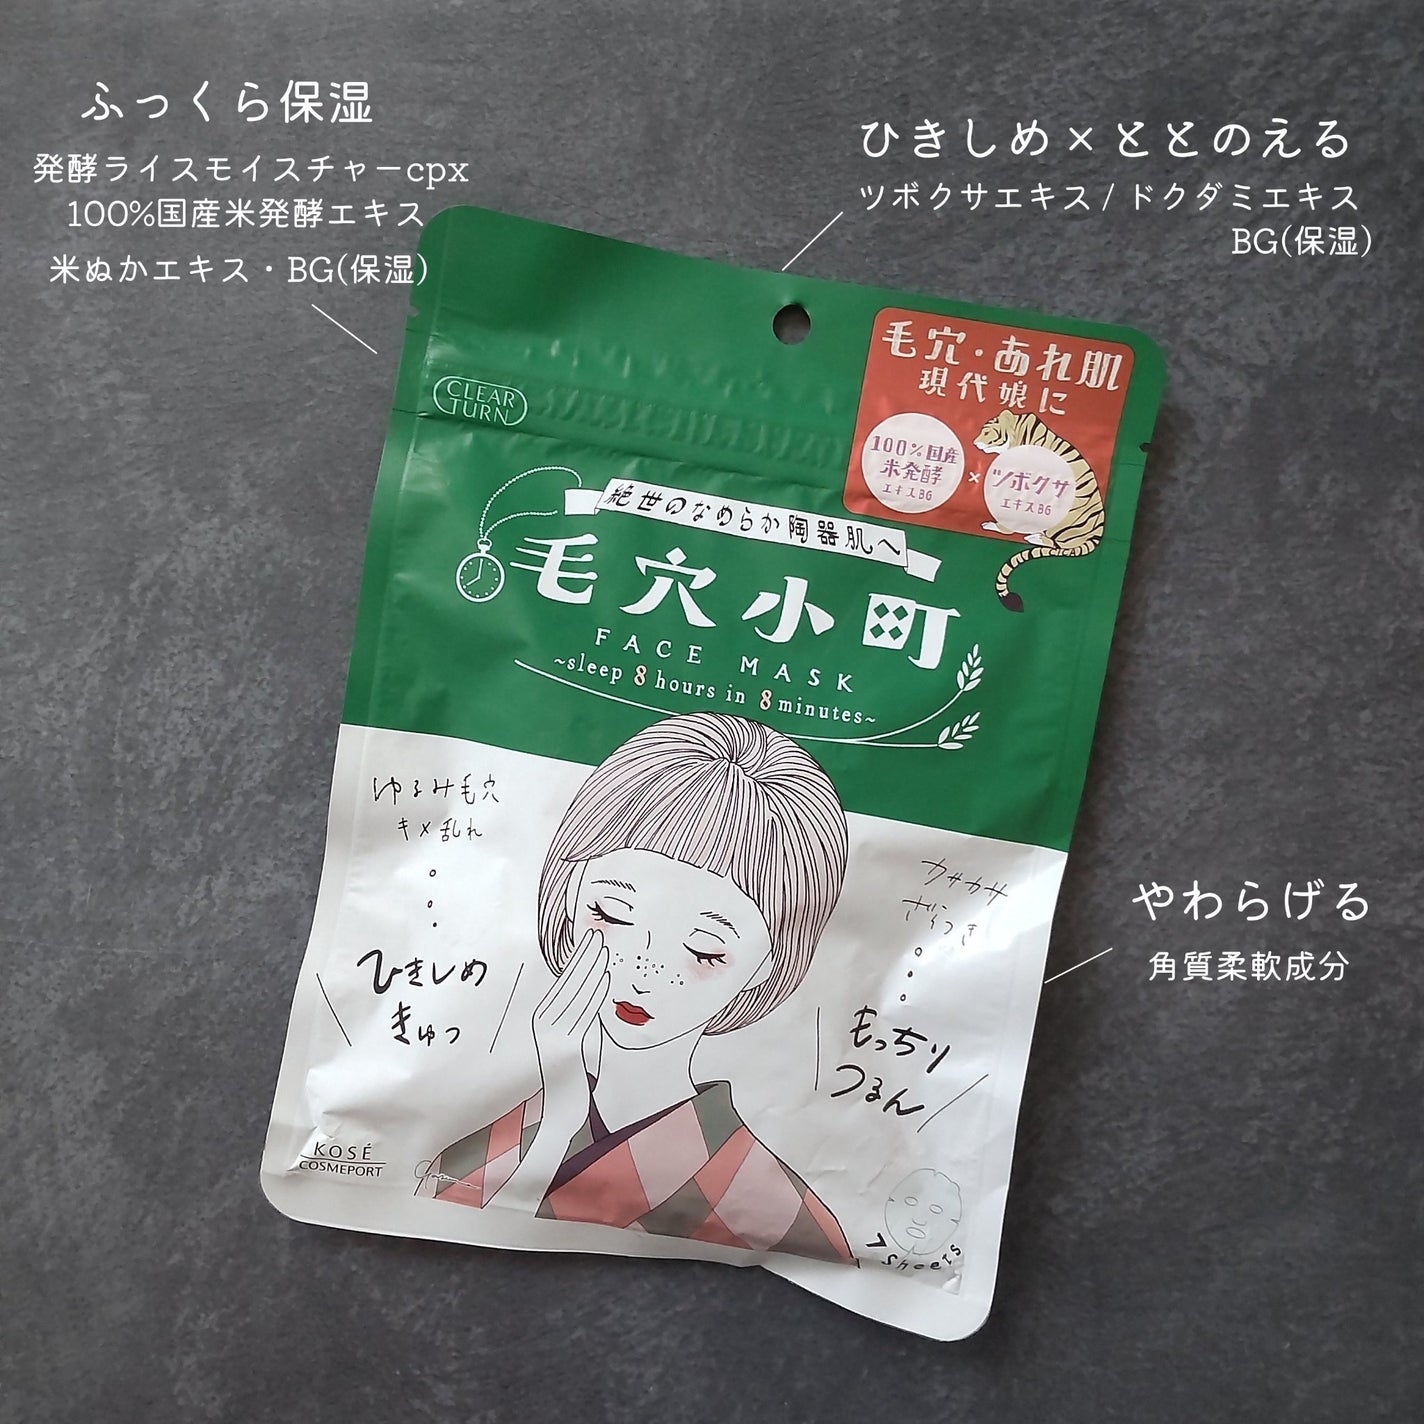 ふっくら保湿
発酵ライスモイスチャーcpx
100%国産米発酵エキス
米ぬかエキス・BG(保湿)
ひきしめ×ととのえる
ツボクサエキス/ドクダミエキス
BG(保湿)
CLEAR
TURN
毛穴・あれ肌
現代娘に
100%国産
米発酵
エキスBG
×
ツボクサ
エキスBG
CICA
絶世のなめらか陶器肌へ
毛穴小町
FACE MASK
~sleep 8 hours in 8 minutes~
ゆるみ毛穴
キメ乱れ
ひきしめ
きゅっ
カサカサ
ざらつき
もっちり
つるん
やわらげる
角質柔軟成分
KOSÉ
COSMEPORT
7 sheets